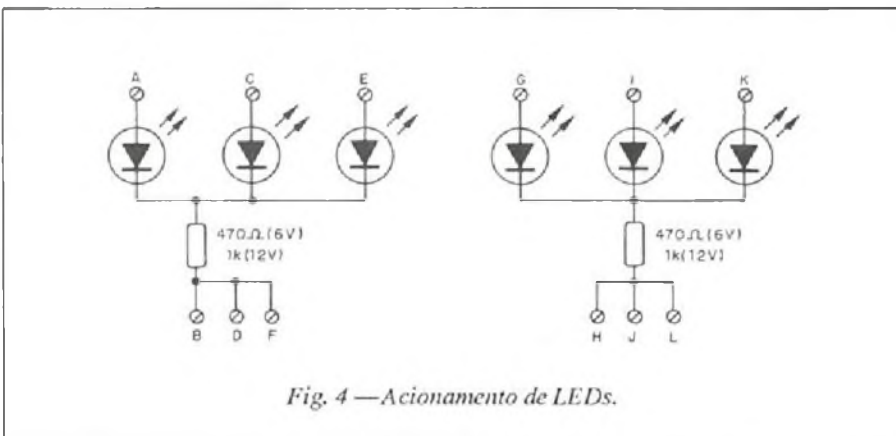 A C E G I K
470Ω(6V) 470Ω(6V)
1k(12V) 1k(12V)
B D F H J L
Fig. 4 —Acionamento de LEDs.